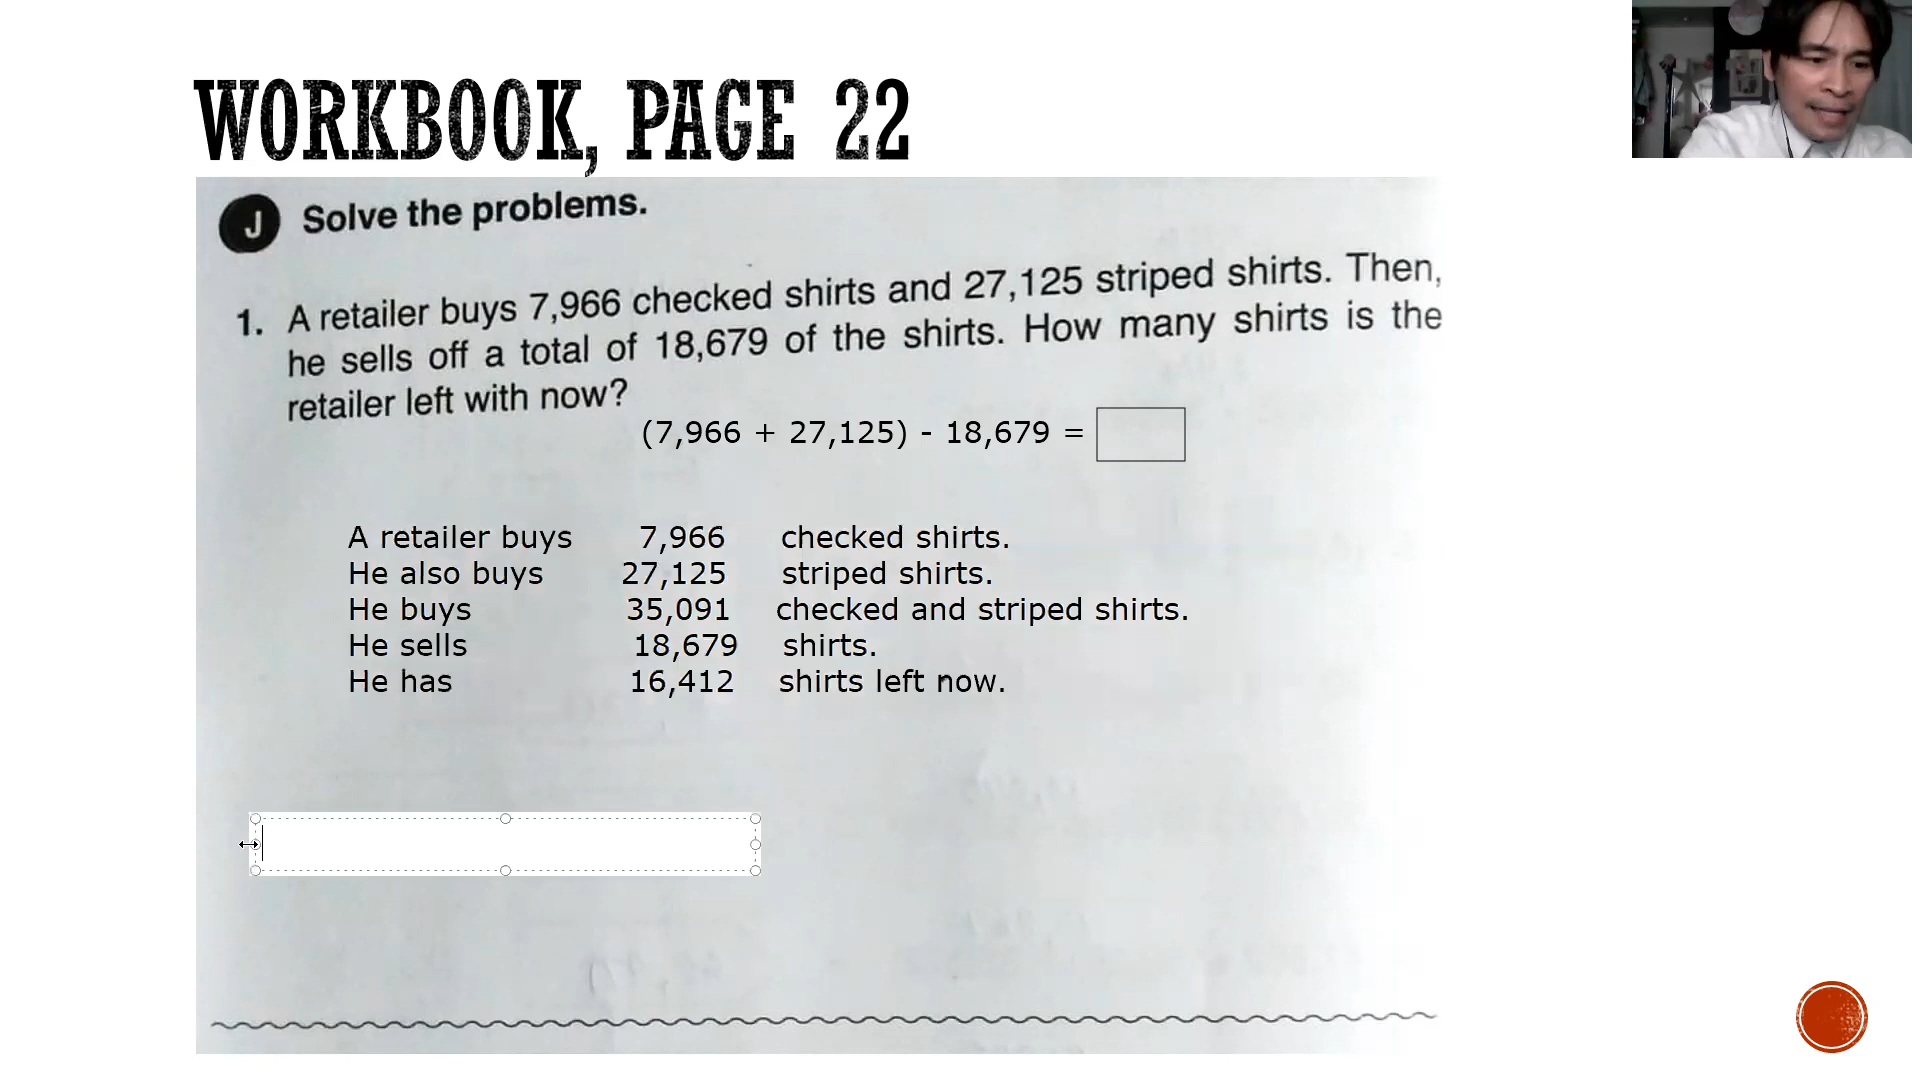 WORKBOOK, PAGE 22
J Solve the problems.
1. A retailer buys 7,966 checked shirts and 27,125 striped shirts. Then,
he sells off a total of 18,679 of the shirts. How many shirts is the
retailer left with now?
(7,966 + 27,125) - 18,679 =
A retailer buys 7,966 checked shirts.
He also buys 27,125 striped shirts.
He buys 35,091 checked and striped shirts.
He sells 18,679 shirts.
He has 16,412 shirts left now.